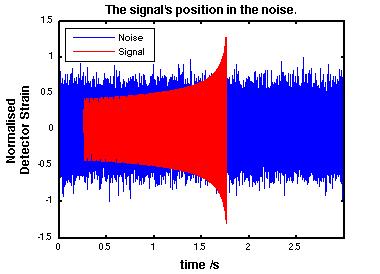 The signal's position in the noise.
Noise
Signal
Normalised
Detector Strain
1.5
1
0.5
0
-0.5
-1
-1.5
0 0.5 1 1.5 2 2.5
time /s